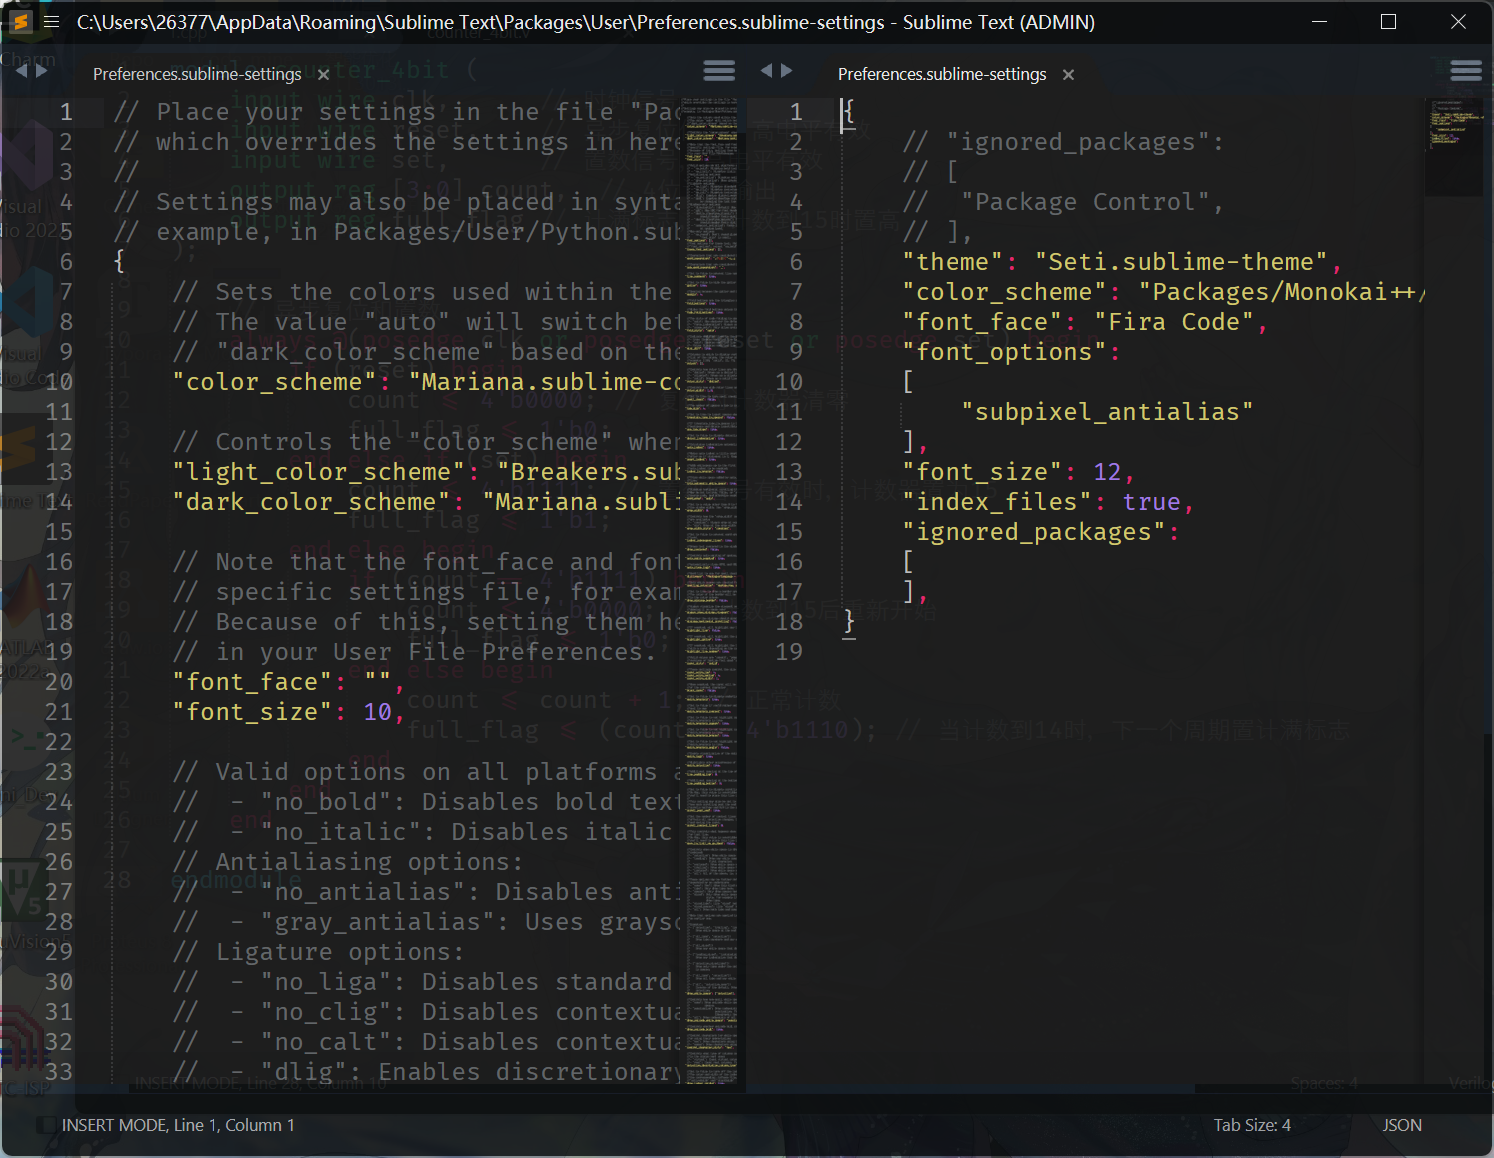 C:\Users\26377\AppData\Roaming\Sublime Text\Packages\User\Preferences.sublime-settings - Sublime Text (ADMIN)
Preferences.sublime-settings ×
1 // Place your settings in the file "Pac
2 // which overrides the settings in here
3 //
4 // Settings may also be placed in synta
5 // example, in Packages/User/Python.sub
6 {
7 // Sets the colors used within the
8 // The value "auto" will switch bet
9 // "dark_color_scheme" based on the
10 "color_scheme": "Mariana.sublime-co
11
12 // Controls the "color_scheme" when
13 "light_color_scheme": "Breakers.sub
14 "dark_color_scheme": "Mariana.subli
15
16 // Note that the font_face and font
17 // specific settings file, for exam
18 // Because of this, setting them he
19 // in your User File Preferences.
20 "font_face": "",
21 "font_size": 10,
22
23 // Valid options on all platforms a
24 //  - "no_bold": Disables bold text
25 //  - "no_italic": Disables italic
26 // Antialiasing options:
27 //  - "no_antialias": Disables anti
28 //  - "gray_antialias": Uses graysc
29 // Ligature options:
30 //  - "no_liga": Disables standard
31 //  - "no_clig": Disables contextua
32 //  - "no_calt": Disables contextua
33 //  - "dlig": Enables discretionary
Preferences.sublime-settings ×
1 {
2 // "ignored_packages":
3 // [
4 //  "Package Control",
5 // ],
6 "theme": "Seti.sublime-theme",
7 "color_scheme": "Packages/Monokai++/
8 "font_face": "Fira Code",
9 "font_options":
10 [
11 "subpixel_antialias"
12 ],
13 "font_size": 12,
14 "index_files": true,
15 "ignored_packages":
16 [
17 ],
18 }
19
INSERT MODE, Line 1, Column 1
Tab Size: 4
JSON